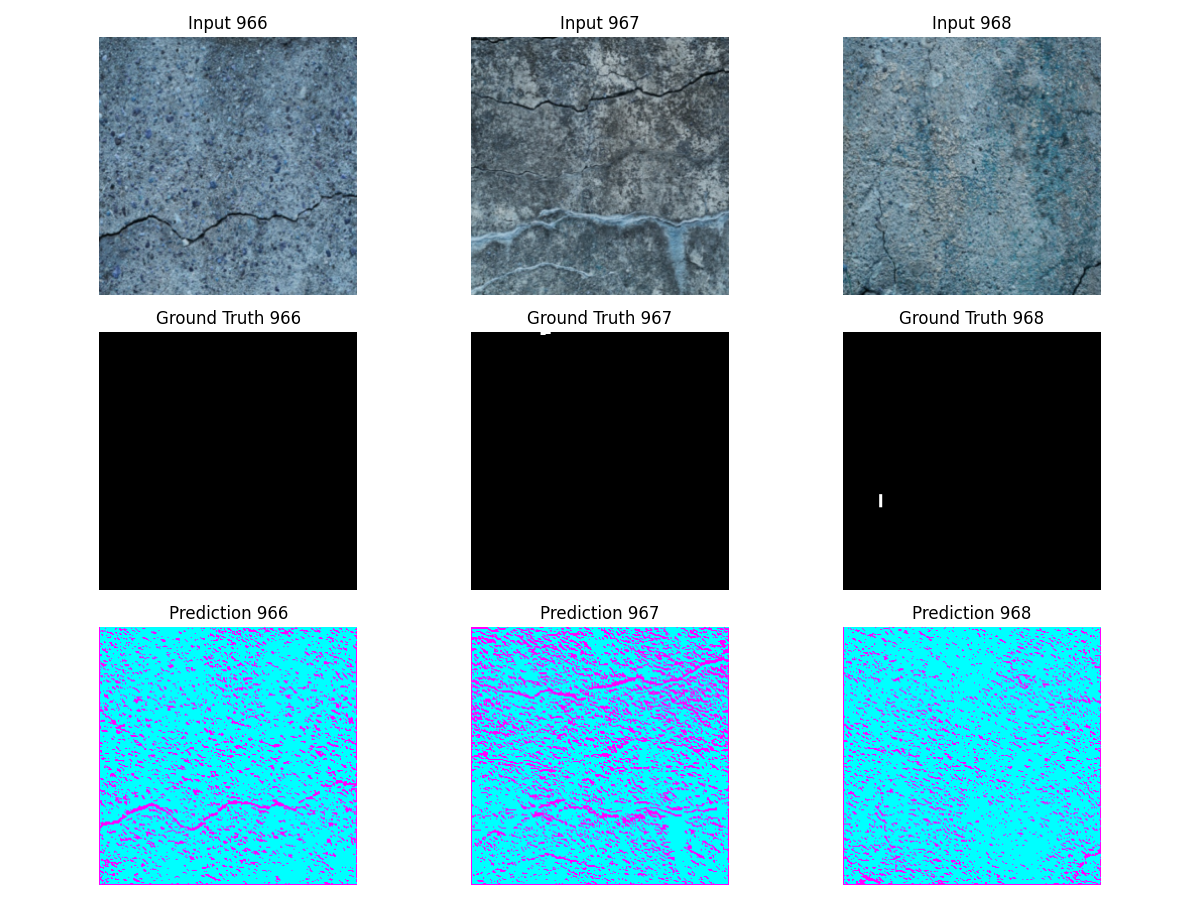 Input 966
Input 967
Input 968
Ground Truth 966
Ground Truth 967
Ground Truth 968
Prediction 966
Prediction 967
Prediction 968